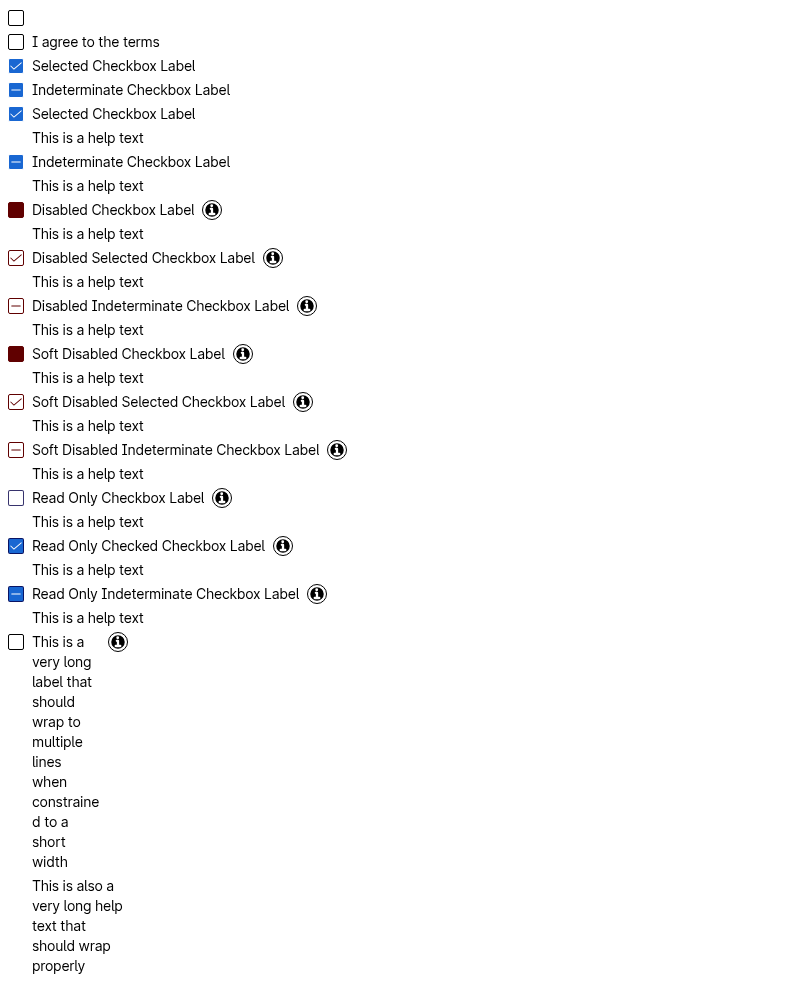 I agree to the terms
Selected Checkbox Label
Indeterminate Checkbox Label
Selected Checkbox Label
This is a help text
Indeterminate Checkbox Label
This is a help text
Disabled Checkbox Label
This is a help text
Disabled Selected Checkbox Label
This is a help text
Disabled Indeterminate Checkbox Label
This is a help text
Soft Disabled Checkbox Label
This is a help text
Soft Disabled Selected Checkbox Label
This is a help text
Soft Disabled Indeterminate Checkbox Label
This is a help text
Read Only Checkbox Label
This is a help text
Read Only Checked Checkbox Label
This is a help text
Read Only Indeterminate Checkbox Label
This is a help text
This is a
very long
label that
should
wrap to
multiple
lines
when
constraine
d to a
short
width
This is also a
very long help
text that
should wrap
properly